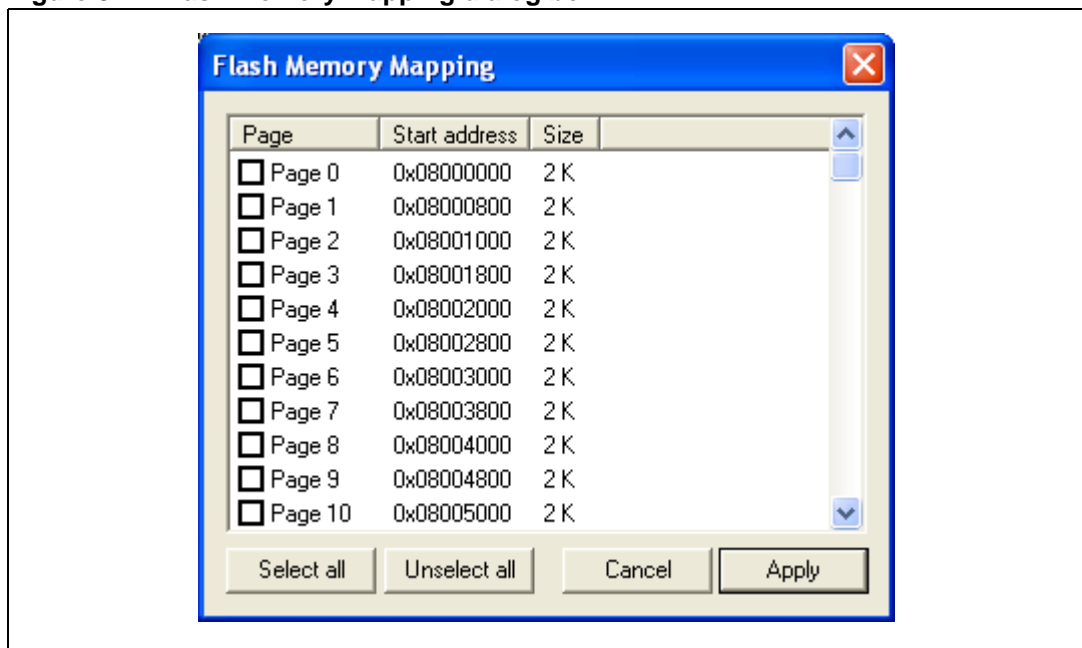 Flash Memory Mapping
Page Start address Size
Page 0 0x08000000 2 K
Page 1 0x08000800 2 K
Page 2 0x08001000 2 K
Page 3 0x08001800 2 K
Page 4 0x08002000 2 K
Page 5 0x08002800 2 K
Page 6 0x08003000 2 K
Page 7 0x08003800 2 K
Page 8 0x08004000 2 K
Page 9 0x08004800 2 K
Page 10 0x08005000 2 K
Select all Unselect all Cancel Apply